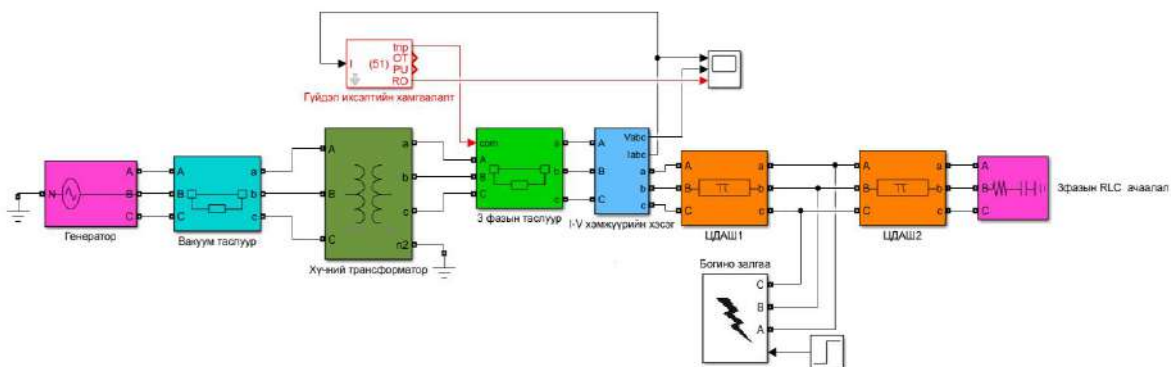 trip
OT
PU
RO
I
(51)
Гүйдэл ихсэлтийн хамгаалалт
N
A
B
C
Генератор
A
B
C
a
b
c
Вакуум таслуур
A
B
C
a
b
c
n2
Хүчний трансформатор
com
A
B
C
a
b
c
3 фазын таслуур
A
B
C
Vabc
Iabc
a
b
c
I-V хэмжүүрийн хэсэг
A
B
C
π
a
b
c
ЦДАШ1
A
B
C
π
a
b
c
ЦДАШ2
A
B
C
3фазын RLC ачаалал
Богино залгаа
C
B
A